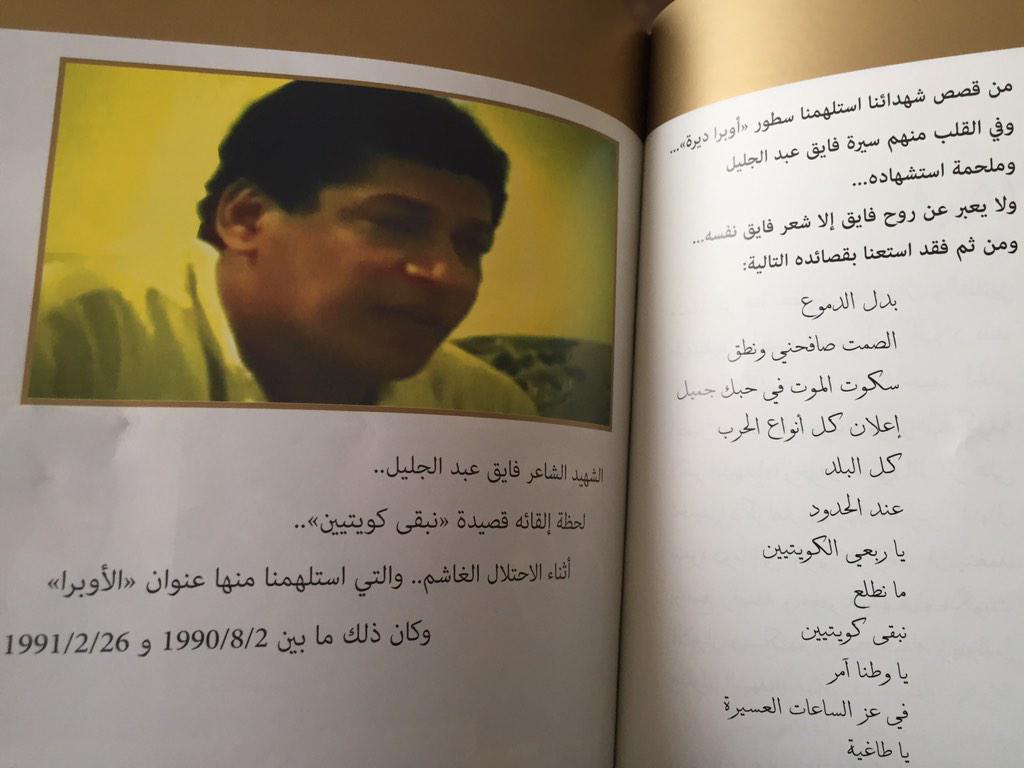 من قصص شهدائنا استلهمنا سطور «أوبرا ديرة»...
وفي القلب منهم سيرة فايق عبد الجليل
وملحمة استشهاده...
ولا يعبر عن روح فايق إلا شعر فايق نفسه...
ومن ثم فقد استعنا بقصائده التالية:
بدل الدموع
الصمت صافحني ونطق
سكوت الموت في حبك جميل
إعلان كل أنواع الحرب
كل البلد
عند الحدود
يا ربعي الكويتيين
ما نطلع
نبقى كويتيين
يا وطنا آمر
في عز الساعات العسيرة
يا طاغية
الشهيد الشاعر فايق عبد الجليل..
لحظة إلقائه قصيدة «نبقى كويتيين»..
أثناء الاحتلال الغاشم.. والتي استلهمنا منها عنوان «الأوبرا»
وكان ذلك ما بين 1990/8/2 و 1991/2/26